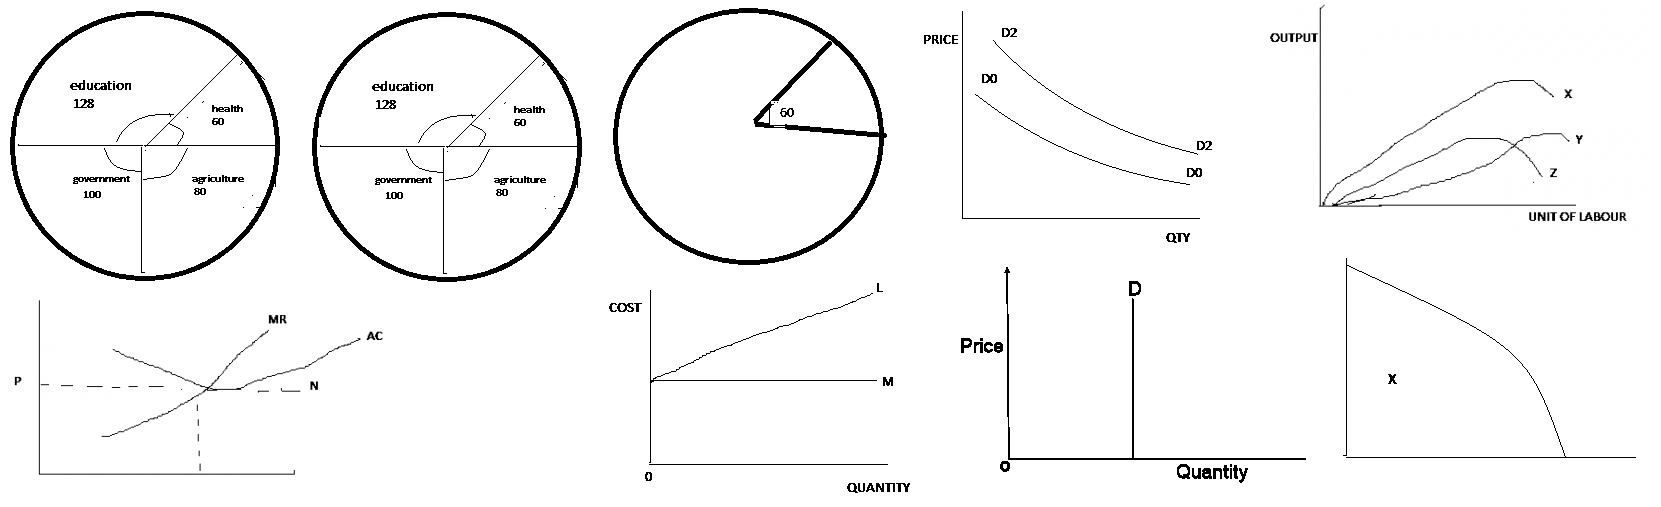 education
128
health
60
government
100
agriculture
80
education
128
health
60
government
100
agriculture
80
60
PRICE
D2
D0
D2
D0
QTY
OUTPUT
X
Y
Z
UNIT OF LABOUR
MR
AC
P
N
COST
L
M
0
QUANTITY
D
Price
O
Quantity
X